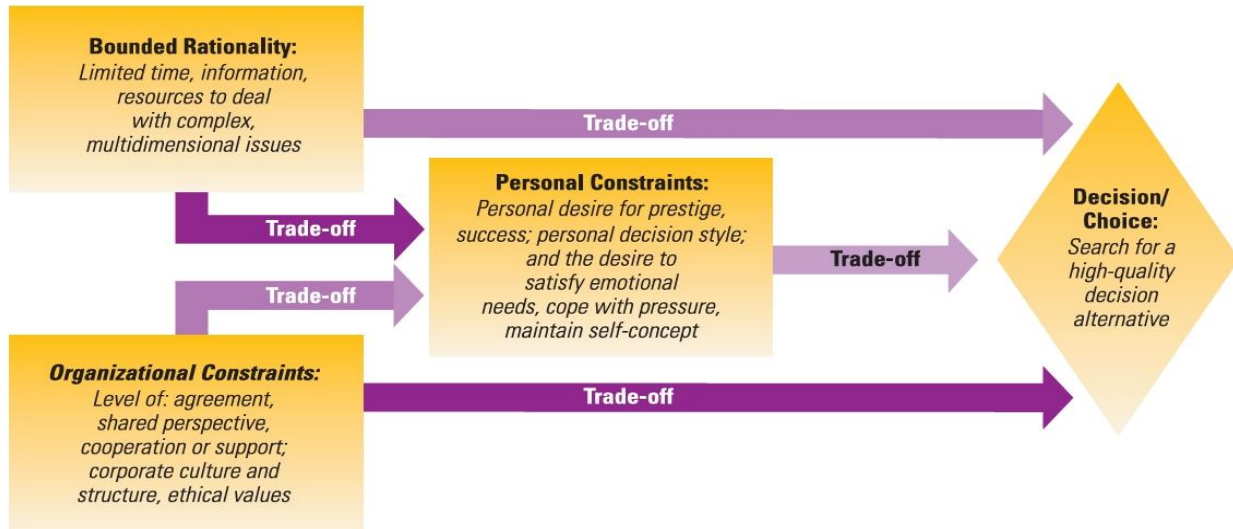 Bounded Rationality:
Limited time, information,
resources to deal
with complex,
multidimensional issues
Trade-off
Trade-off
Personal Constraints:
Personal desire for prestige,
success; personal decision style;
and the desire to
satisfy emotional
needs, cope with pressure,
maintain self-concept
Trade-off
Trade-off
Decision/
Choice:
Search for a
high-quality
decision
alternative
Organizational Constraints:
Level of: agreement,
shared perspective,
cooperation or support;
corporate culture and
structure, ethical values
Trade-off